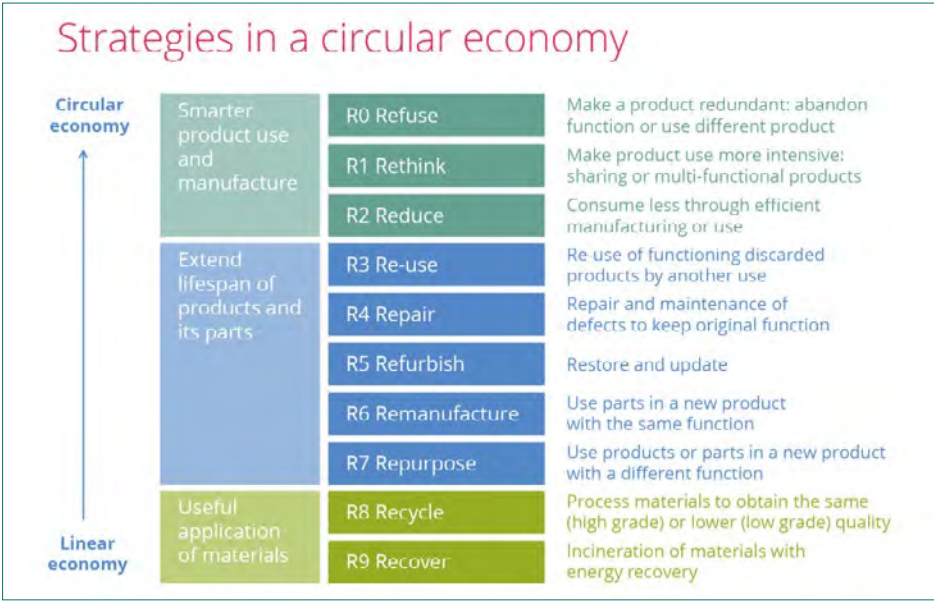 Strategies in a circular economy
Circular
economy
Smarter
product use
and
manufacture
R0 Refuse
Make a product redundant: abandon
function or use different product
R1 Rethink
Make product use more intensive:
sharing or multi-functional products
R2 Reduce
Consume less through efficient
manufacturing or use
Extend
lifespan of
products and
its parts
R3 Re-use
Re use of functioning discarded
products by another use
R4 Repair
Repair and maintenance of
defects to keep original function
R5 Refurbish
Restore and update
R6 Remanufacture
Use parts in a new product
with the same function
R7 Repurpose
Use products or parts in a new product
with a different function
Useful
application
of materials
R8 Recycle
Process materials to obtain the same
(high grade) or lower (low grade) quality
R9 Recover
Incineration of materials with
energy recovery
Linear
economy